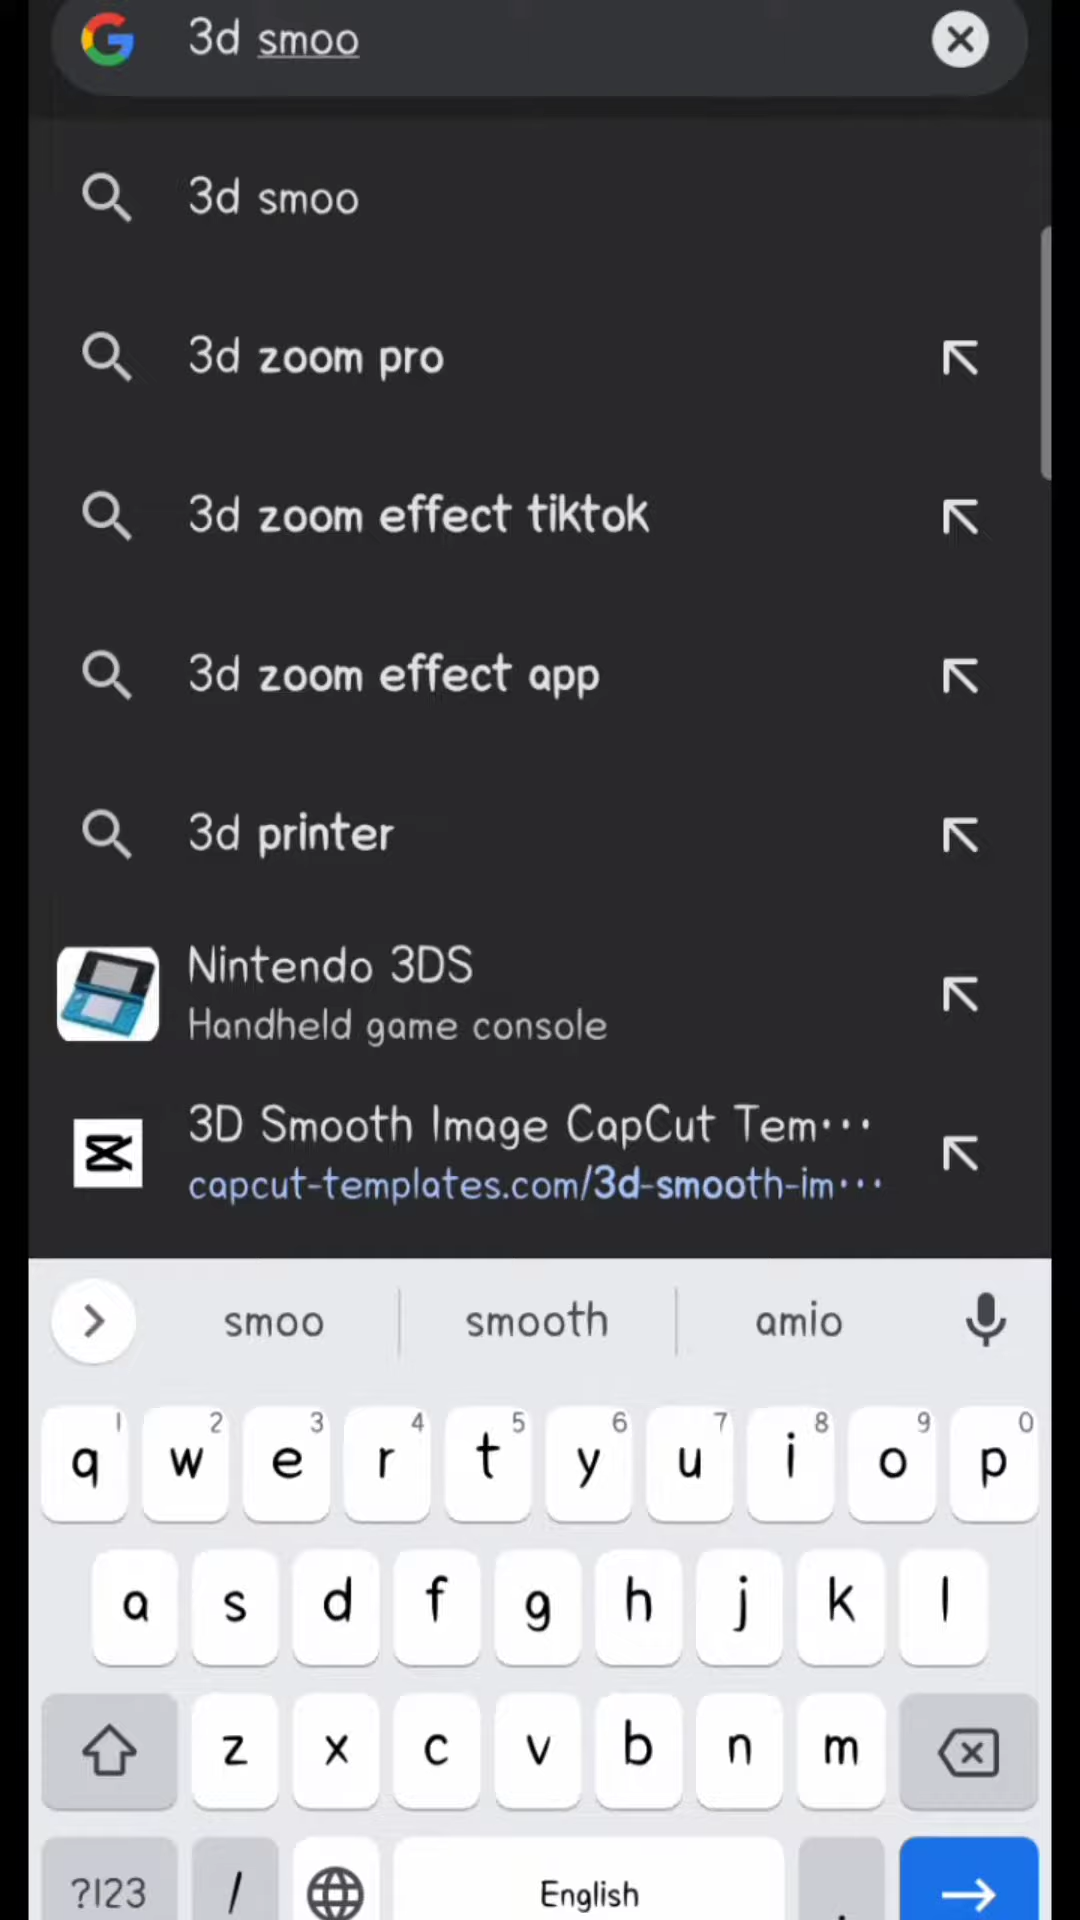 3d smoo
3d smoo
3d zoom pro
3d zoom effect tiktok
3d zoom effect app
3d printer
Nintendo 3DS
Handheld game console
3D Smooth Image CapCut Tem...
capcut-templates.com/3d-smooth-im...
smoo smooth amio
1 2 3 4 5 6 7 8 9 0
q w e r t y u i o p
a s d f g h j k l
z x c v b n m
?123 / English .